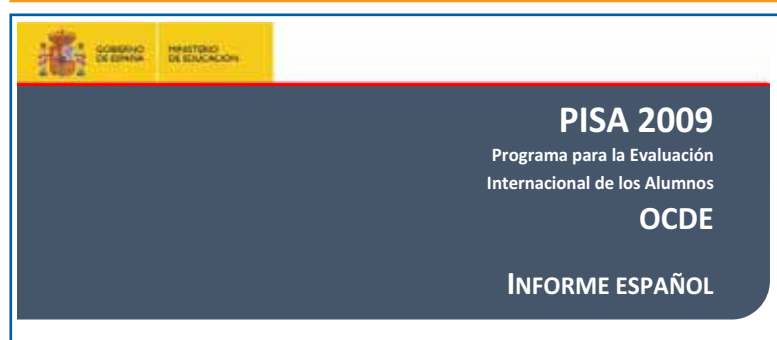 GOBIERNO MINISTERIO
DE ESPAÑA DE EDUCACIÓN
PISA 2009
Programa para la Evaluación
Internacional de los Alumnos
OCDE
INFORME ESPAÑOL